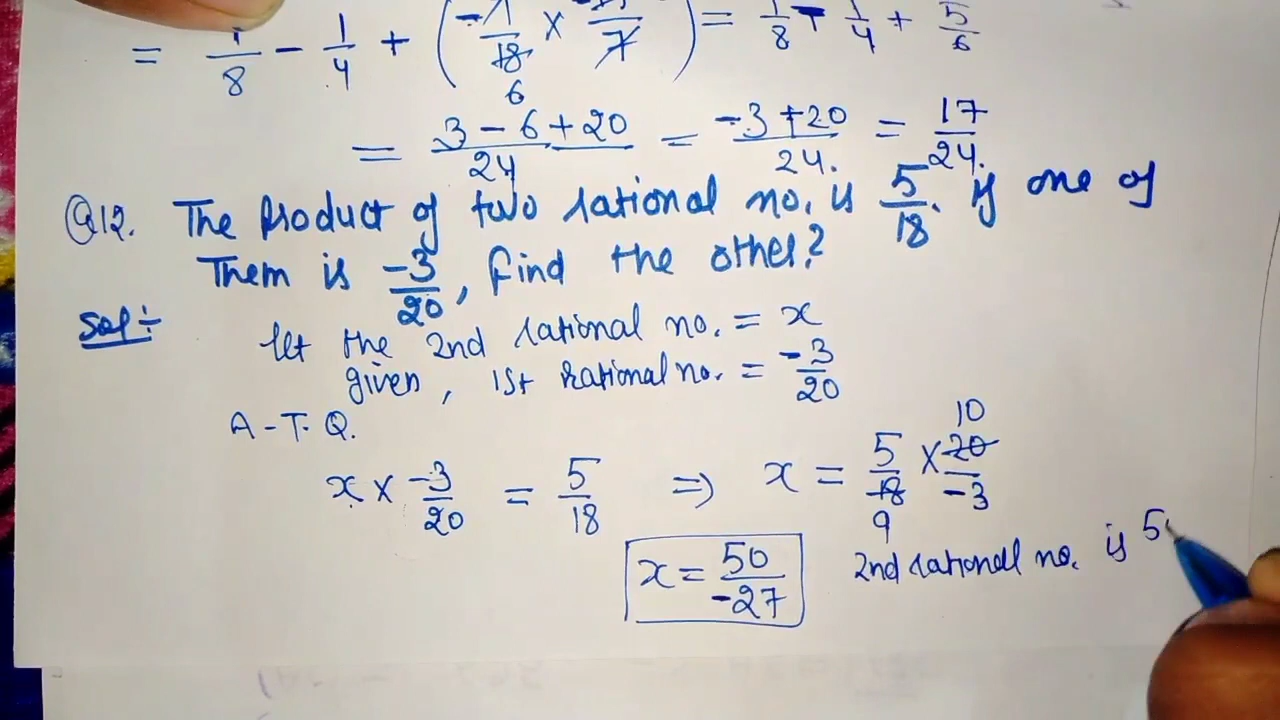 = 1/8 - 1/4 + ( /18 6 × /7 ) = 1/8 - 1/4 + 5/6
= 3 - 6 + 20 / 24 = -3 + 20 / 24. = 17 / 24.
Q12. The Product of two rational no. is 5/18. if one of
Them is -3/20, find the other?
Sol ÷
let the 2nd rational no. = x
given, 1st rational no. = -3/20
A-T-Q.
x × -3/20 = 5/18 ⇒ x = 5/18 9 × 10 20/-3
x = 50/-27 2nd rational no. is 5